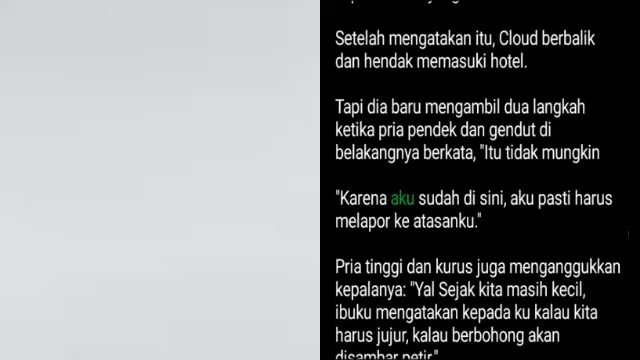 Setelah mengatakan itu, Cloud berbalik
dan hendak memasuki hotel.
Tapi dia baru mengambil dua langkah
ketika pria pendek dan gendut di
belakangnya berkata, "Itu tidak mungkin
"Karena aku sudah di sini, aku pasti harus
melapor ke atasanku."
Pria tinggi dan kurus juga menganggukkan
kepalanya: "Yal Sejak kita masih kecil,
ibuku mengatakan kepada ku kalau kita
harus jujur, kalau berbohong akan
disambar petir"